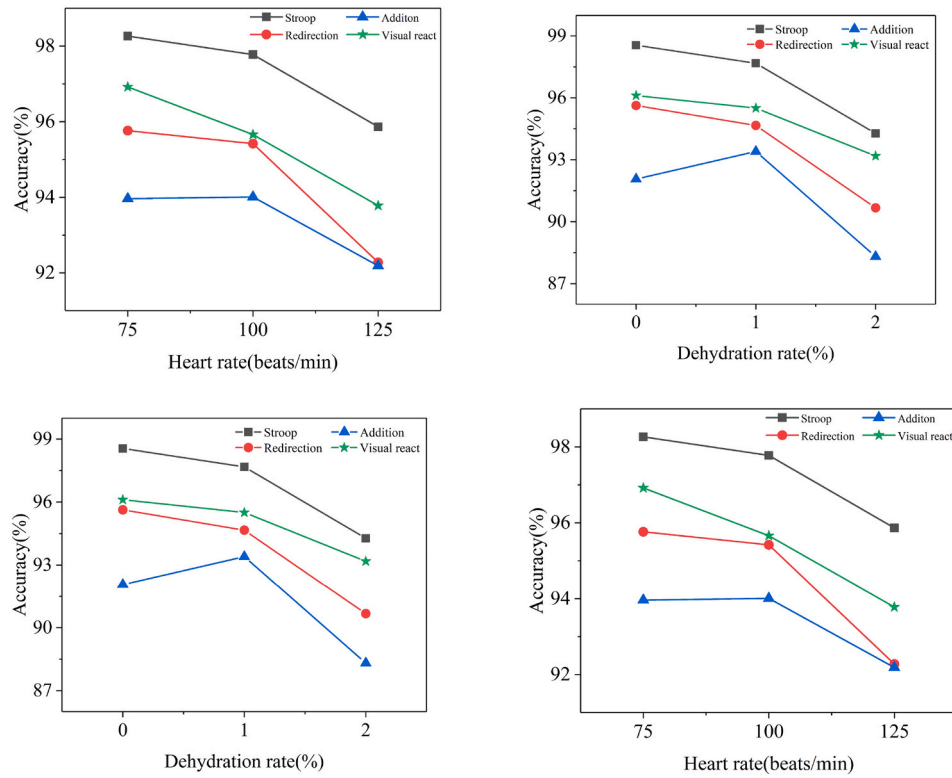 Stroop Additon
Redirection Visual react
98
96
94
92
Accuracy(%)
75 100 125
Heart rate(beats/min)
Stroop Addition
Redirection Visual react
99
96
93
90
87
Accuracy(%)
0 1 2
Dehydration rate(%)
Stroop Addition
Redirection Visual react
99
96
93
90
87
Accuracy(%)
0 1 2
Dehydration rate(%)
Stroop Additon
Redirection Visual react
98
96
94
92
Accuracy(%)
75 100 125
Heart rate(beats/min)